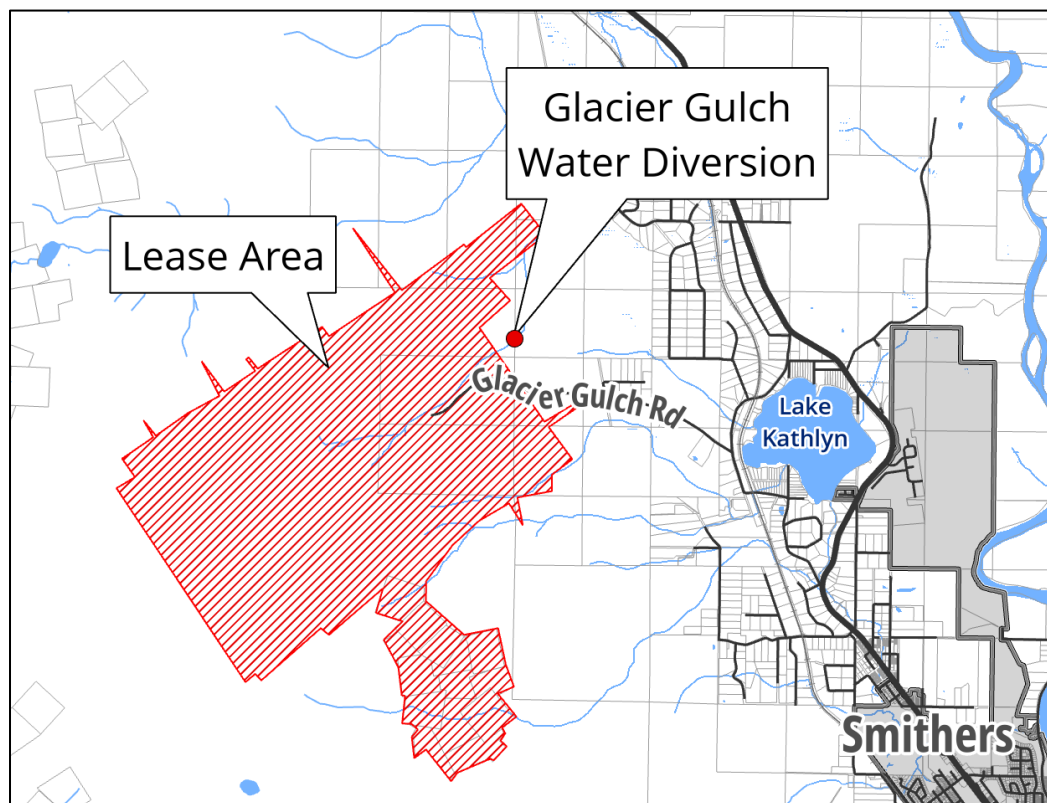 Glacier Gulch
Water Diversion
Lease Area
Glacier Gulch Rd
Lake
Kathlyn
Smithers